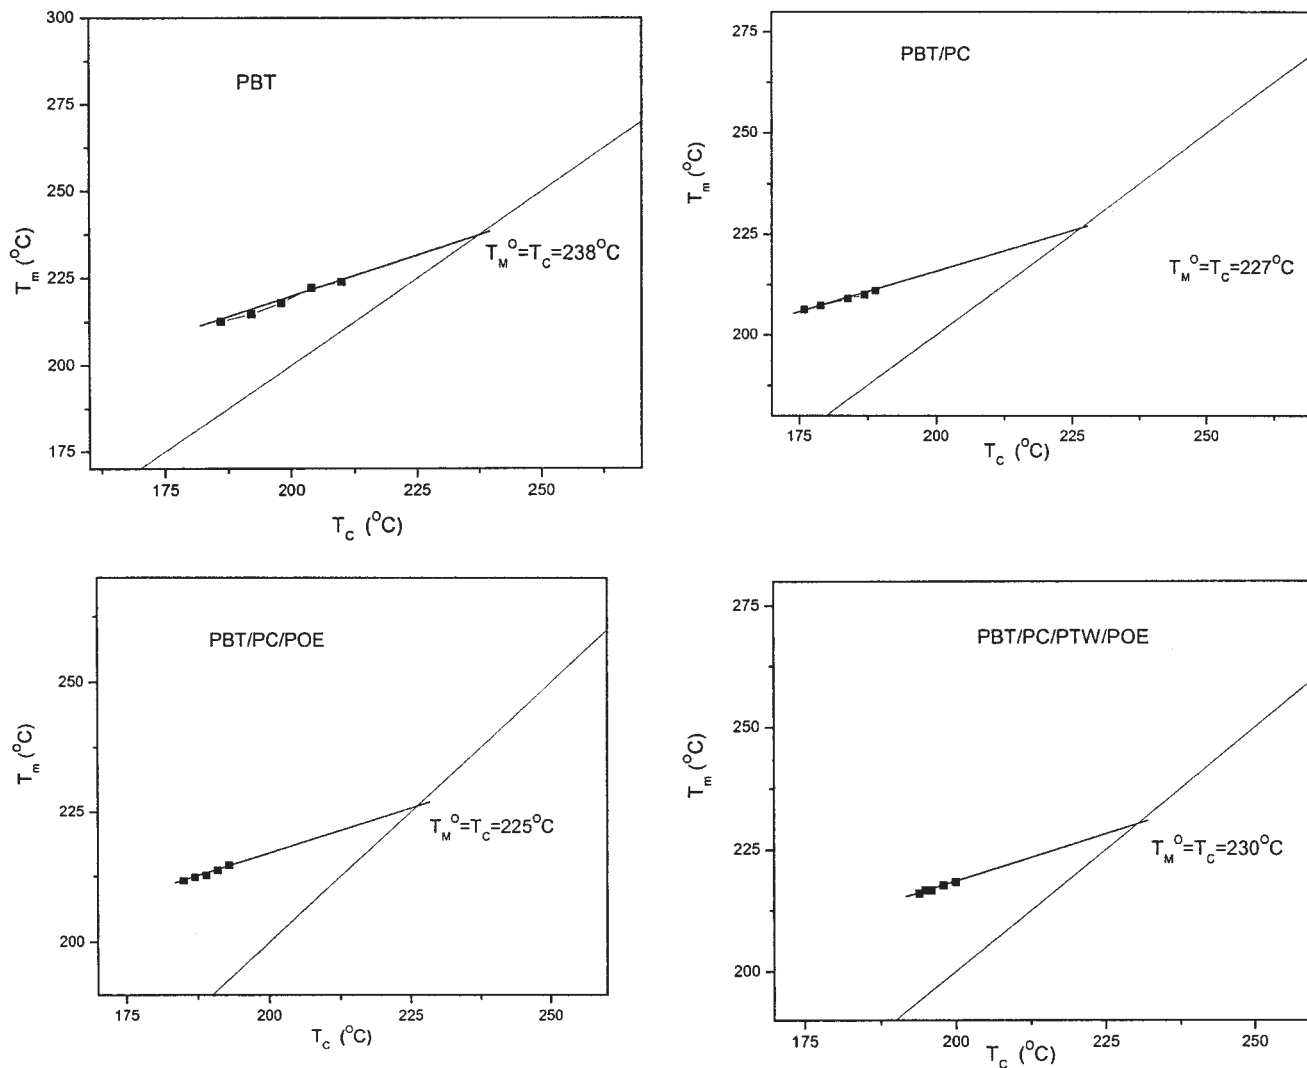 300
275
250
225
200
175
T_m (°C)
PBT
T_M°=T_C=238°C
175 200 225 250
T_C (°C)
275
250
225
200
T_m (°C)
PBT/PC
T_M°=T_C=227°C
175 200 225 250
T_C (°C)
250
225
200
T_m (°C)
PBT/PC/POE
T_M°=T_C=225°C
175 200 225 250
T_C (°C)
275
250
225
200
T_m (°C)
PBT/PC/PTW/POE
T_M°=T_C=230°C
175 200 225 250
T_C (°C)